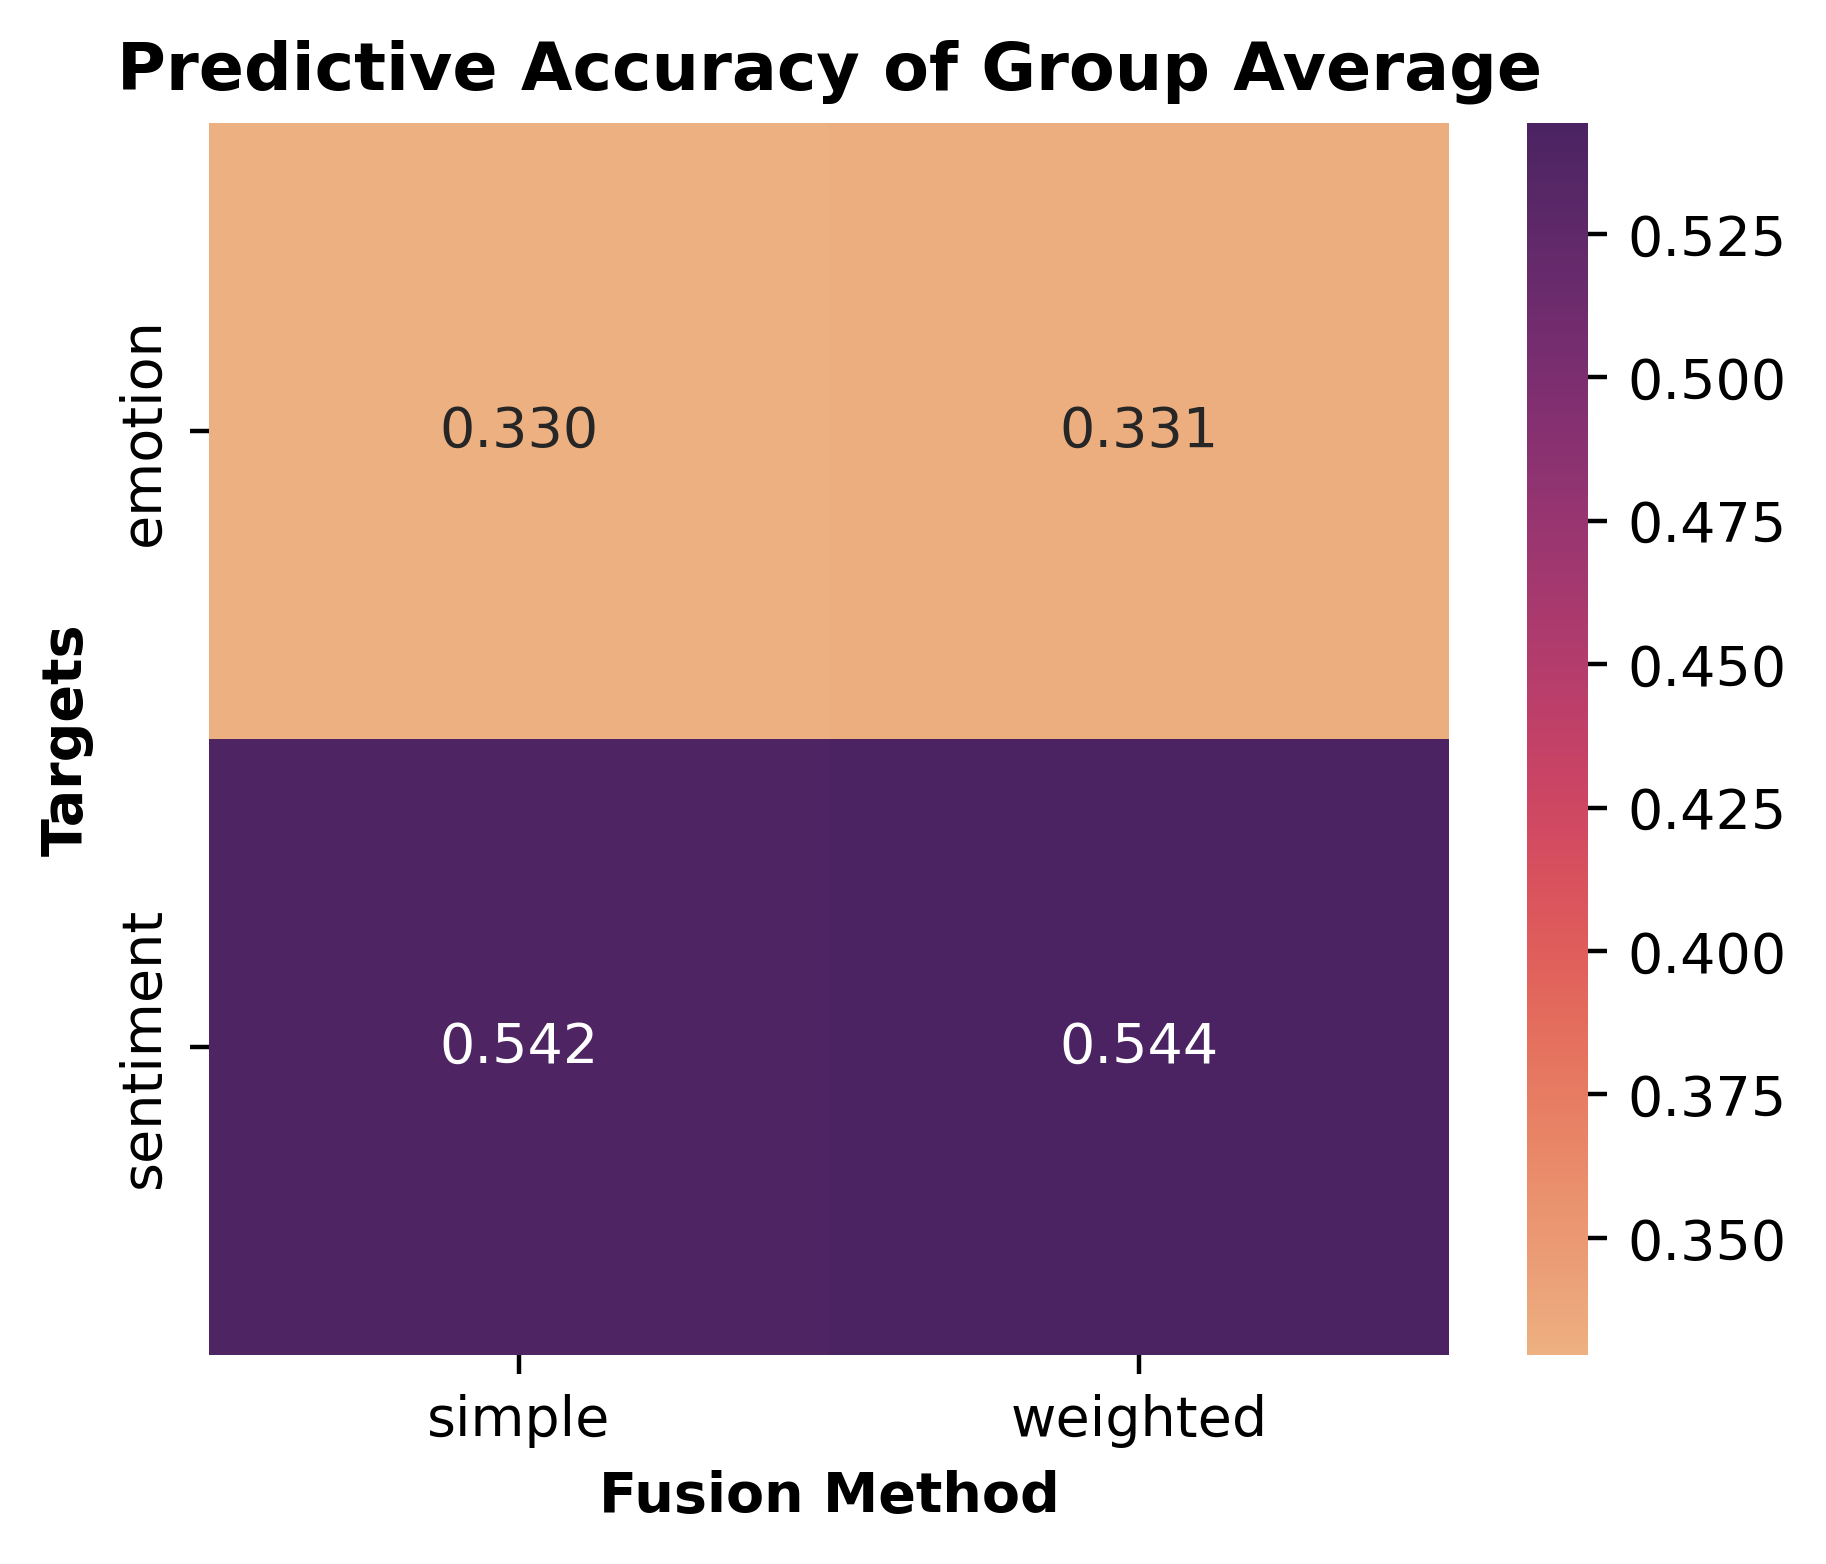 Predictive Accuracy of Group Average
Targets
emotion
sentiment
0.330 0.331
0.542 0.544
simple weighted
Fusion Method
0.525
0.500
0.475
0.450
0.425
0.400
0.375
0.350